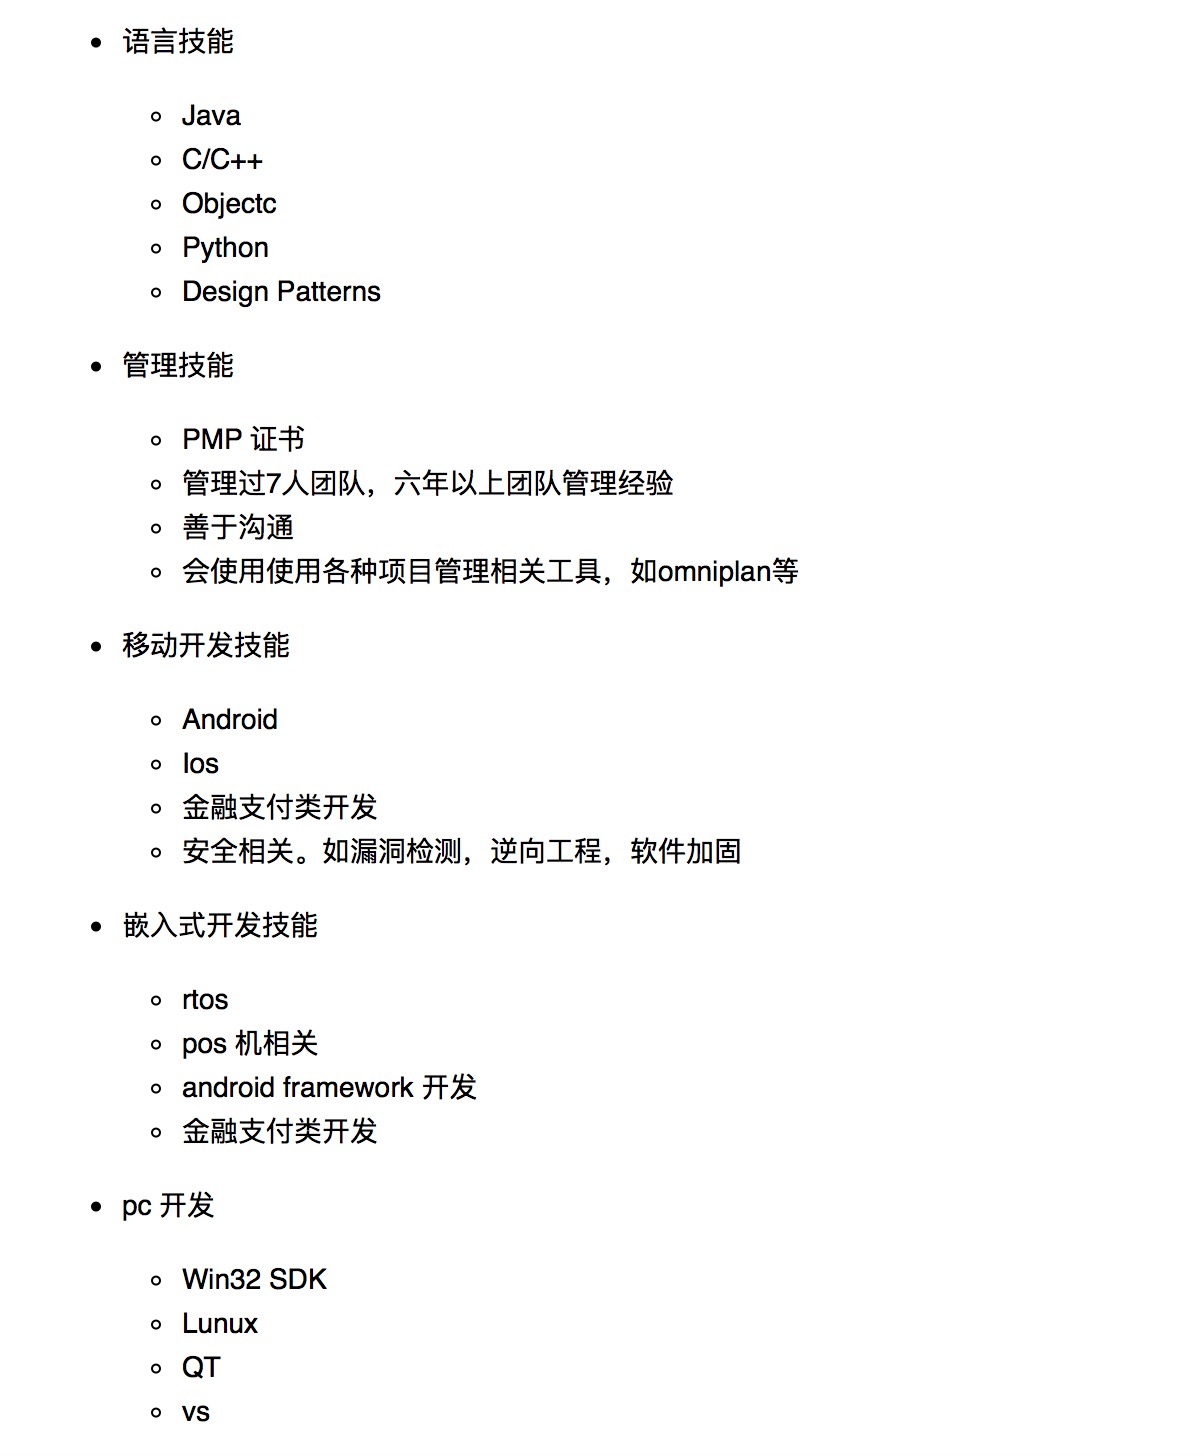 语言技能
Java
C/C++
Objectc
Python
Design Patterns
管理技能
PMP 证书
管理过7人团队，六年以上团队管理经验
善于沟通
会使用使用各种项目管理相关工具，如omniplan等
移动开发技能
Android
Ios
金融支付类开发
安全相关。如漏洞检测，逆向工程，软件加固
嵌入式开发技能
rtos
pos 机相关
android framework 开发
金融支付类开发
pc 开发
Win32 SDK
Lunux
QT
vs